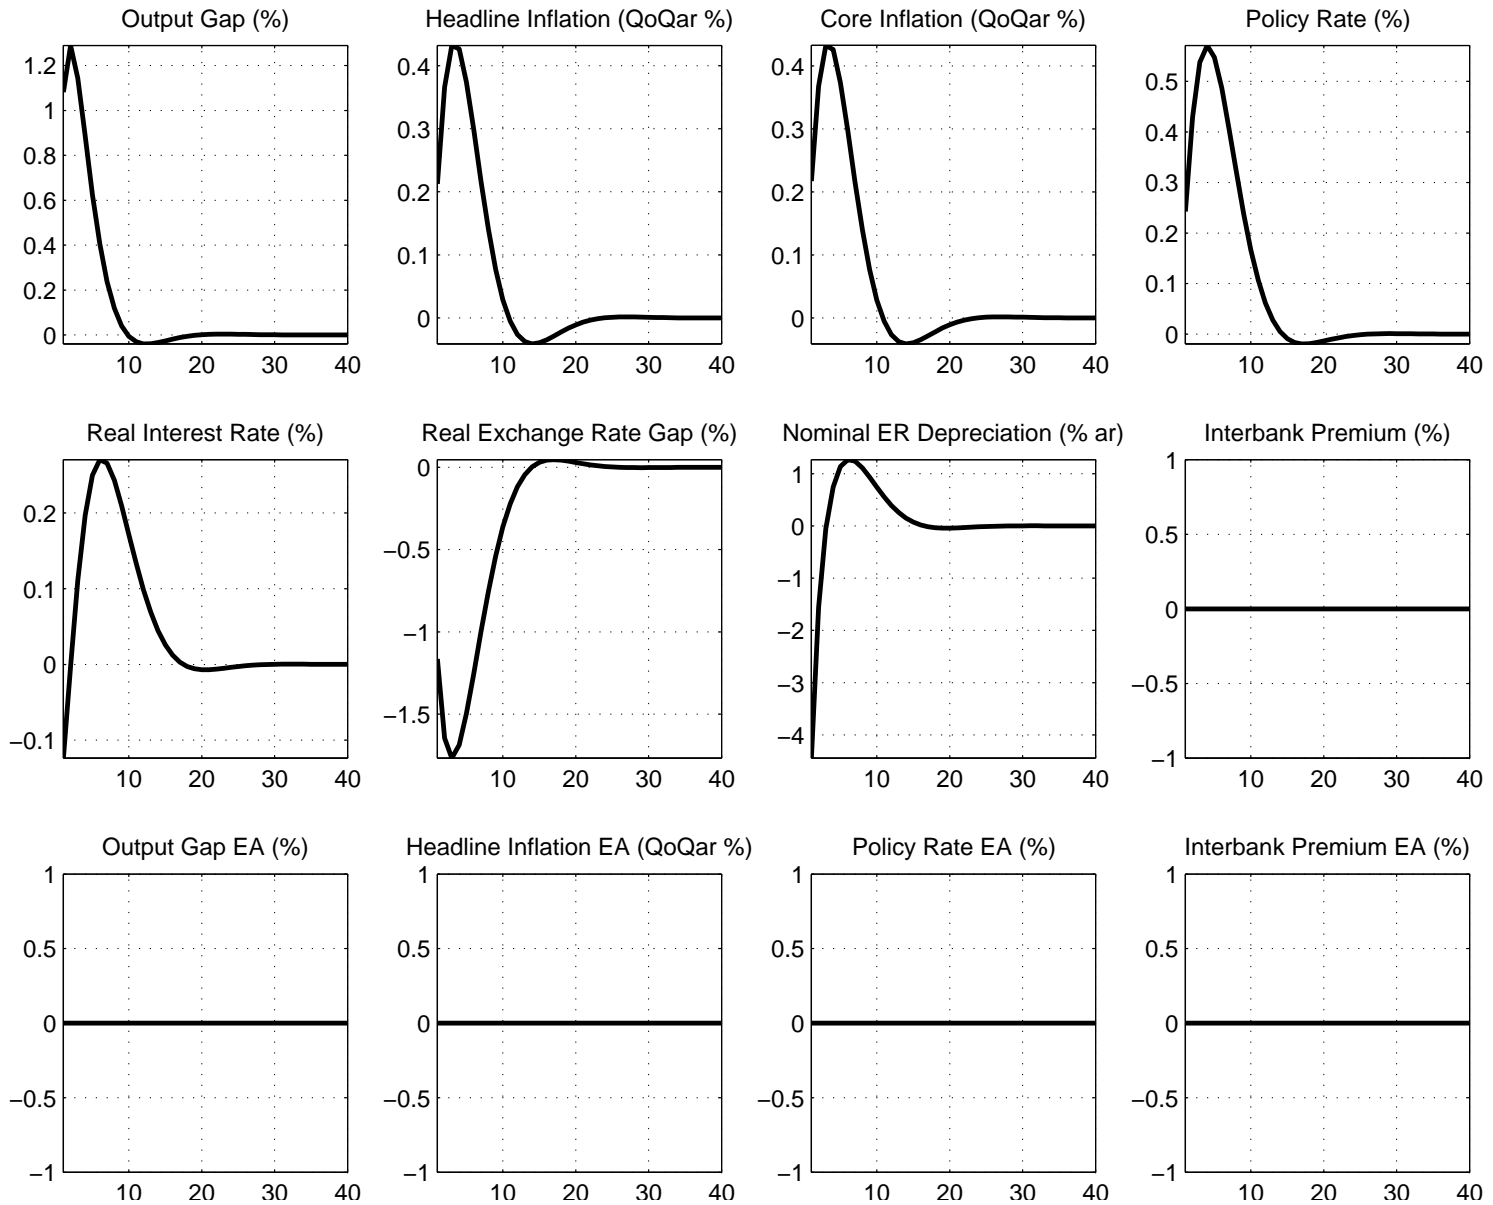 Output Gap (%)
1.2
1
0.8
0.6
0.4
0.2
0
10 20 30 40
Headline Inflation (QoQar %)
0.4
0.3
0.2
0.1
0
10 20 30 40
Core Inflation (QoQar %)
0.4
0.3
0.2
0.1
0
10 20 30 40
Policy Rate (%)
0.5
0.4
0.3
0.2
0.1
0
10 20 30 40
Real Interest Rate (%)
0.2
0.1
0
−0.1
10 20 30 40
Real Exchange Rate Gap (%)
0
−0.5
−1
−1.5
10 20 30 40
Nominal ER Depreciation (% ar)
1
0
−1
−2
−3
−4
10 20 30 40
Interbank Premium (%)
1
0.5
0
−0.5
−1
10 20 30 40
Output Gap EA (%)
1
0.5
0
−0.5
−1
10 20 30 40
Headline Inflation EA (QoQar %)
1
0.5
0
−0.5
−1
10 20 30 40
Policy Rate EA (%)
1
0.5
0
−0.5
−1
10 20 30 40
Interbank Premium EA (%)
1
0.5
0
−0.5
−1
10 20 30 40